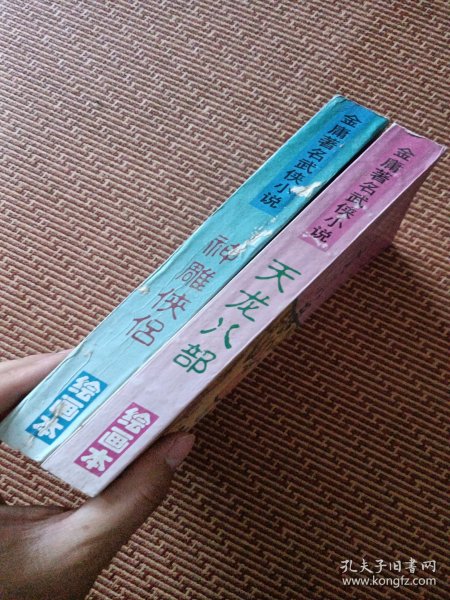 金庸著名武侠小说
神雕侠侣
绘画本
金庸著名武侠小说
天龙八部
绘画本
孔夫子旧书网
www.kongfz.com